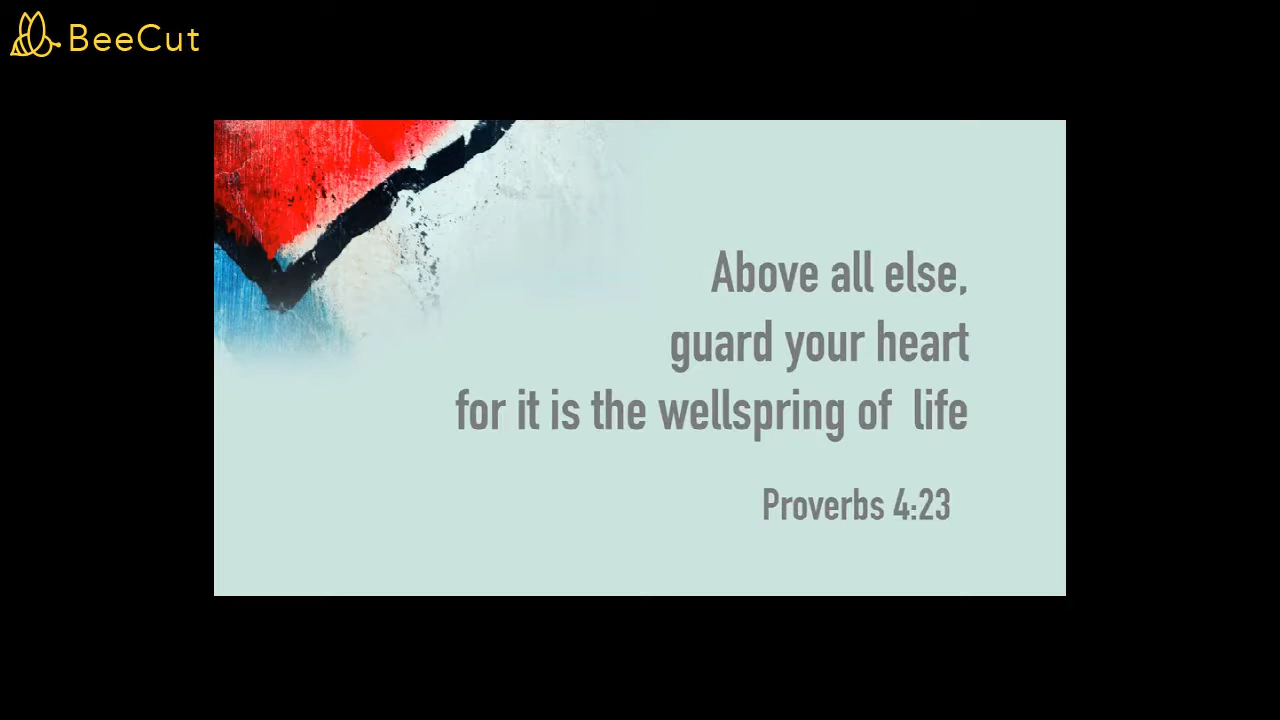 BeeCut
Above all else,
guard your heart
for it is the wellspring of life
Proverbs 4:23